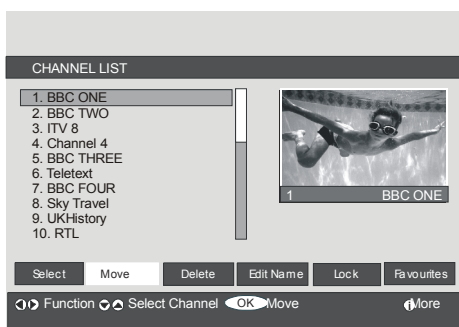 CHANNEL LIST
1. BBC ONE
2. BBC TWO
3. ITV 8
4. Channel 4
5. BBC THREE
6. Teletext
7. BBC FOUR
8. Sky Travel
9. UKHistory
10. RTL
1 BBC ONE
Select Move Delete Edit Name Lock Favourites
Function Select Channel OK Move i More